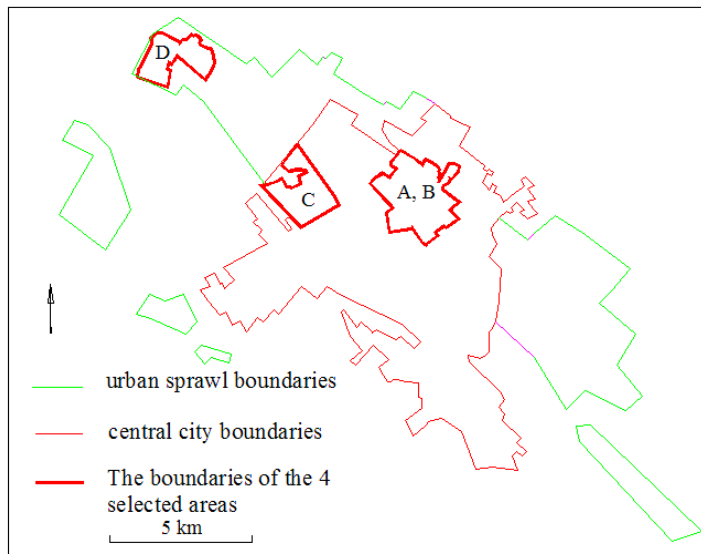 D
A, B
C
urban sprawl boundaries
central city boundaries
The boundaries of the 4
selected areas
5 km